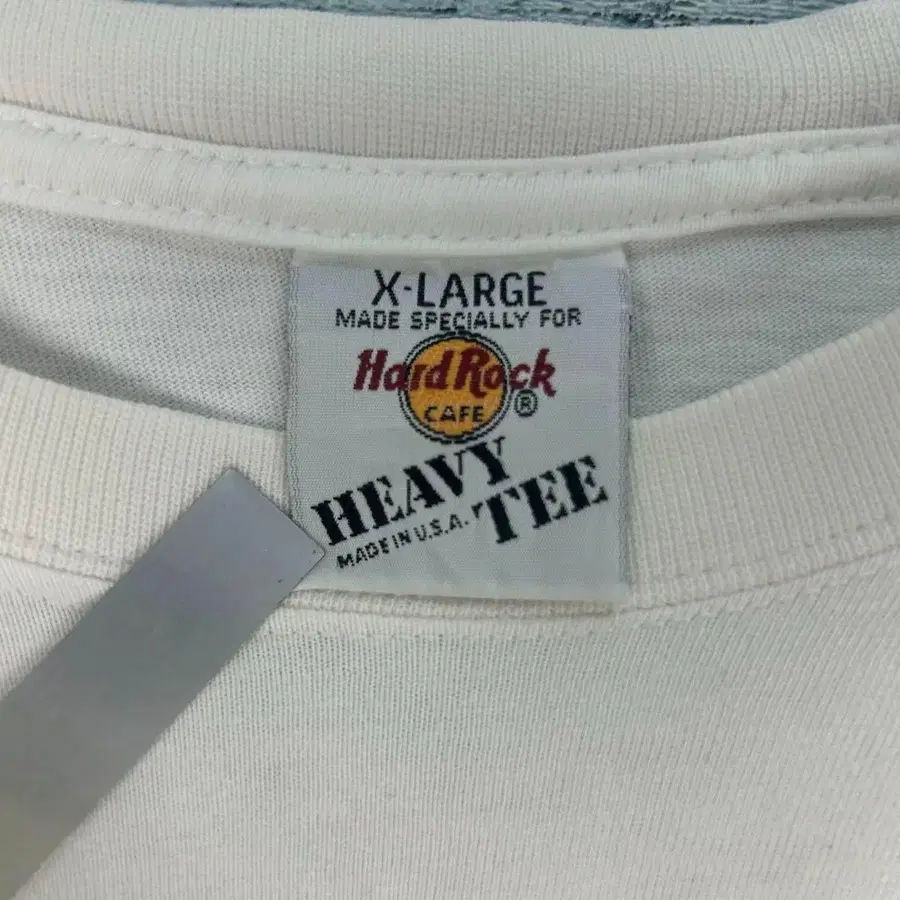 X-LARGE
MADE SPECIALLY FOR
Hard Rock
CAFE ®
HEAVY
TEE
MADE IN U.S.A.